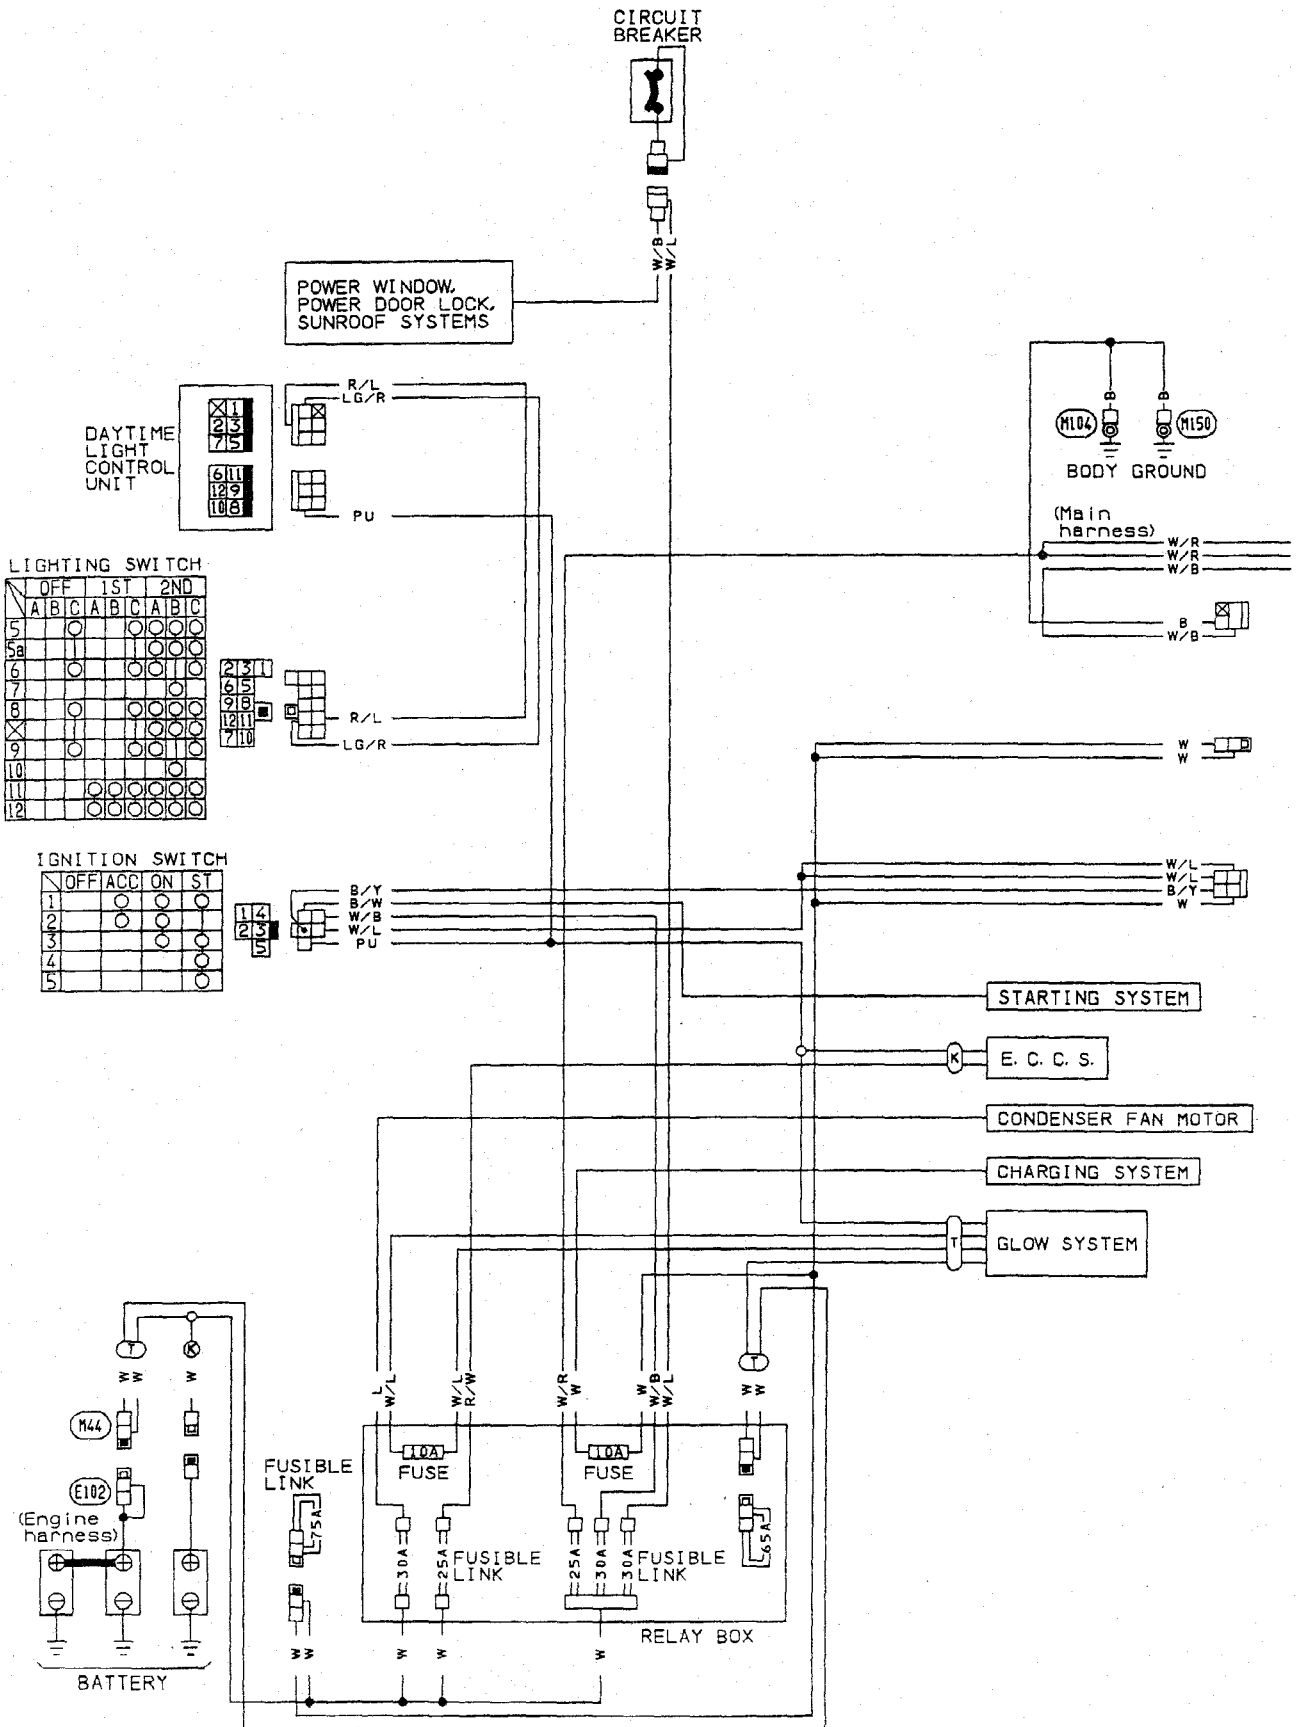 CIRCUIT
BREAKER
W/B
W/L
POWER WINDOW,
POWER DOOR LOCK,
SUNROOF SYSTEMS
R/L
LG/R
1
2 3
7 5
DAYTIME
LIGHT
CONTROL
UNIT
6 11
12 9
10 8
PU
B
B
M104
M150
BODY GROUND
(Main
harness)
W/R
W/R
W/B
B
W/B
LIGHTING SWITCH
OFF 1ST 2ND
A B C A B C A B C
5
5a
6
7
8
9
10
11
12
2 3 1
6 5
9 8
12 11
7 10
R/L
LG/R
W
W
IGNITION SWITCH
OFF ACC ON ST
1
2
3
4
5
1 4
2 3
5
B/Y
B/W
W/B
W/L
PU
W/L
W/L
B/Y
W
STARTING SYSTEM
K
E. C. C. S.
CONDENSER FAN MOTOR
CHARGING SYSTEM
T
GLOW SYSTEM
T
K
W
W
W
M44
E102
(Engine
harness)
BATTERY
FUSIBLE
LINK
75A
W
W
L
W/L
W/L
R/W
W/R
W
W
W/B
W/L
T
W
W
10A
FUSE
10A
FUSE
30A
25A
FUSIBLE
LINK
25A
30A
30A
FUSIBLE
LINK
65A
RELAY BOX
W
W
W